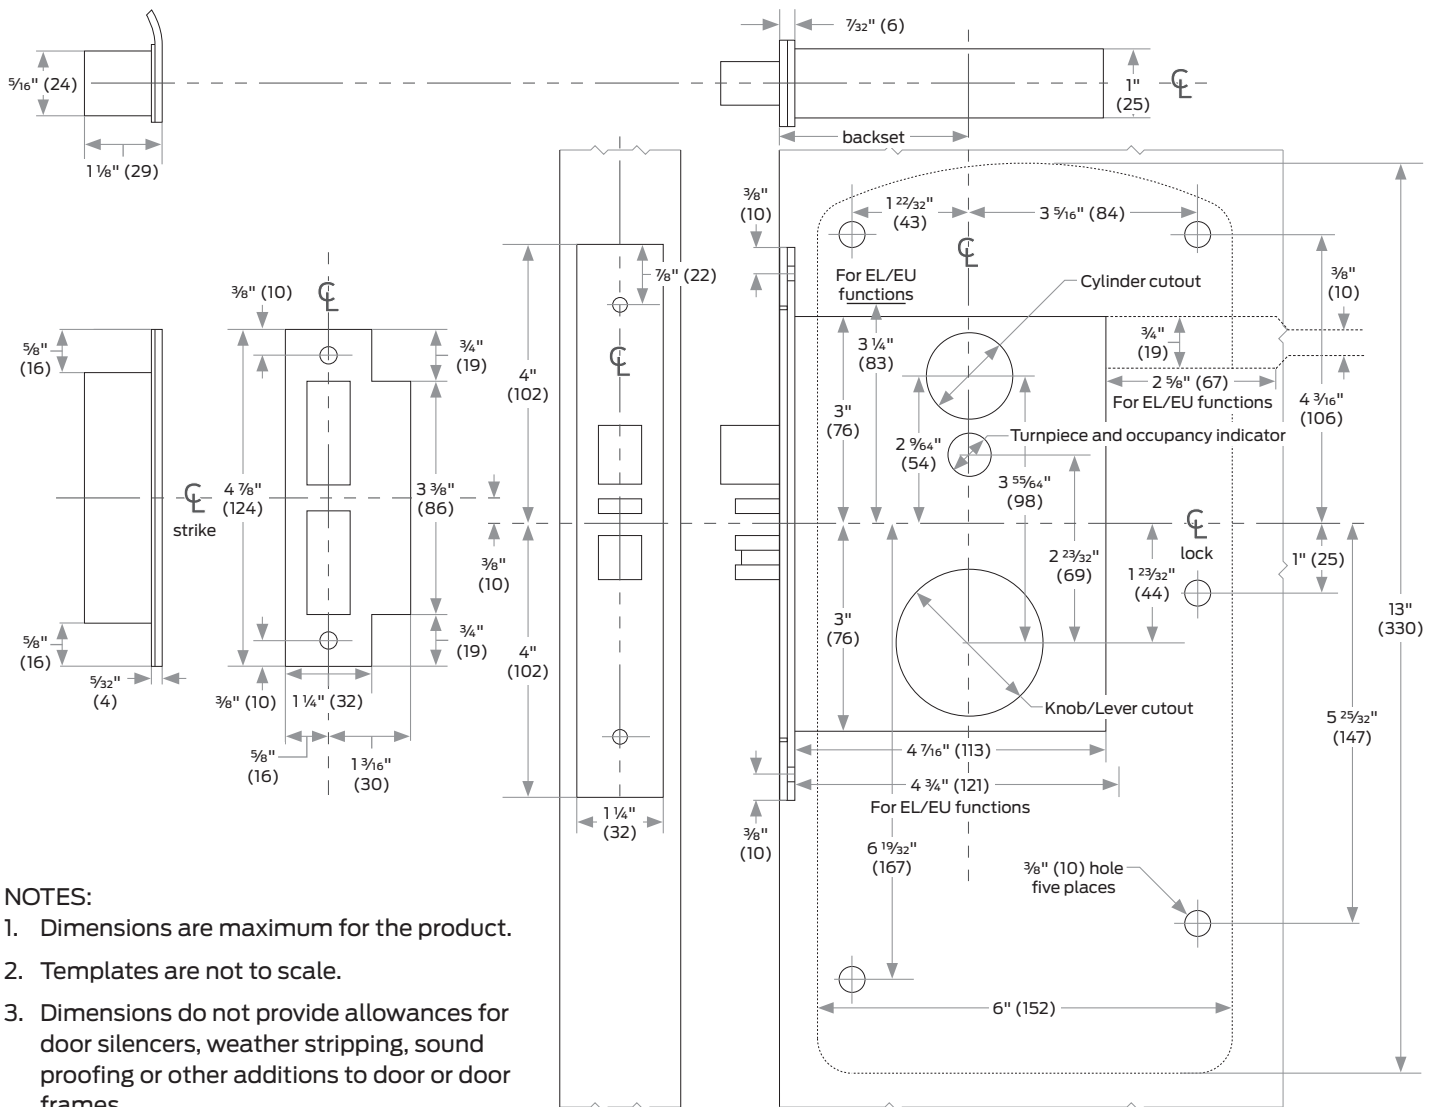 7⁄32" (6)
5⁄16" (24)
1" (25)
℄
backset
1 1⁄8" (29)
3⁄8" (10)
1 22⁄32" (43)
3 5⁄16" (84)
℄
For EL/EU functions
7⁄8" (22)
Cylinder cutout
3⁄8" (10)
3⁄8" (10)
℄
5⁄8" (16)
3⁄4" (19)
4" (102)
℄
3 1⁄4" (83)
3⁄4" (19)
2 5⁄8" (67)
For EL/EU functions
4 3⁄16" (106)
3" (76)
2 9⁄64" (54)
Turnpiece and occupancy indicator
3 55⁄64" (98)
℄ strike
4 7⁄8" (124)
3 3⁄8" (86)
3⁄8" (10)
2 23⁄32" (69)
1 23⁄32" (44)
℄ lock
1" (25)
13" (330)
5⁄8" (16)
3⁄4" (19)
4" (102)
3" (76)
5⁄32" (4)
3⁄8" (10)
1 1⁄4" (32)
Knob/Lever cutout
5 25⁄32" (147)
5⁄8" (16)
1 3⁄16" (30)
4 7⁄16" (113)
4 3⁄4" (121)
For EL/EU functions
1 1⁄4" (32)
3⁄8" (10)
6 19⁄32" (167)
3⁄8" (10) hole
five places
6" (152)
NOTES:
1. Dimensions are maximum for the product.
2. Templates are not to scale.
3. Dimensions do not provide allowances for
door silencers, weather stripping, sound
proofing or other additions to door or door
frames.